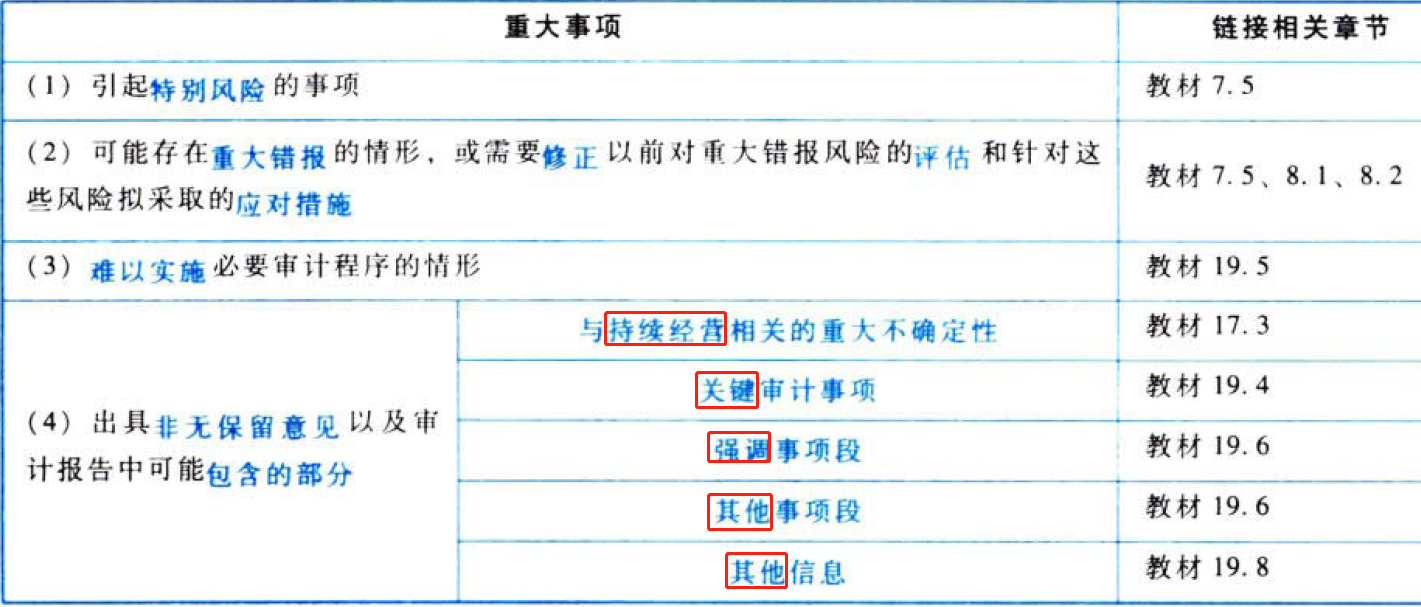 重大事项 链接相关章节
(1) 引起特别风险的事项 教材 7.5
(2) 可能存在重大错报的情形，或需要修正以前对重大错报风险的评估和针对这
些风险拟采取的应对措施 教材 7.5、8.1、8.2
(3) 难以实施必要审计程序的情形 教材 19.5
(4) 出具非无保留意见以及审
计报告中可能包含的部分
与持续经营相关的重大不确定性 教材 17.3
关键审计事项 教材 19.4
强调事项段 教材 19.6
其他事项段 教材 19.6
其他信息 教材 19.8